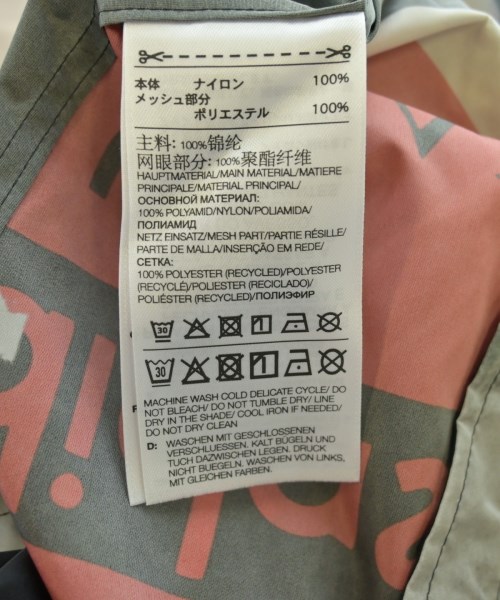 本体 ナイロン 100%
メッシュ部分
ポリエステル 100%
主料: 100%锦纶
网眼部分: 100%聚酯纤维
HAUPTMATERIAL/MAIN MATERIAL/MATIERE
PRINCIPALE/MATERIAL PRINCIPAL/
ОСНОВНОЙ МАТЕРИАЛ:
100% POLYAMID/NYLON/POLIAMIDA/
ПОЛИАМИД
NETZ EINSATZ/MESH PART/PARTIE RÉSILLE/
PARTE DE MALLA/INSERÇÃO EM REDE/
СЕТКА:
100% POLYESTER (RECYCLED)/POLYESTER
(RECYCLÉ)/POLIESTER (RECICLADO)/
POLIÉSTER (RECYCLED)/ПОЛИЭФИР
30
30
MACHINE WASH COLD DELICATE CYCLE/ DO
NOT BLEACH/ DO NOT TUMBLE DRY/ LINE
DRY IN THE SHADE/ COOL IRON IF NEEDED/
DO NOT DRY CLEAN
D: WASCHEN MIT GESCHLOSSENEN
VERSCHLUESSEN. KALT BÜGELN UND
TUCH DAZWISCHEN LEGEN. DRUCK
NICHT BUEGELN. WASCHEN VON LINKS,
MIT GLEICHEN FARBEN.